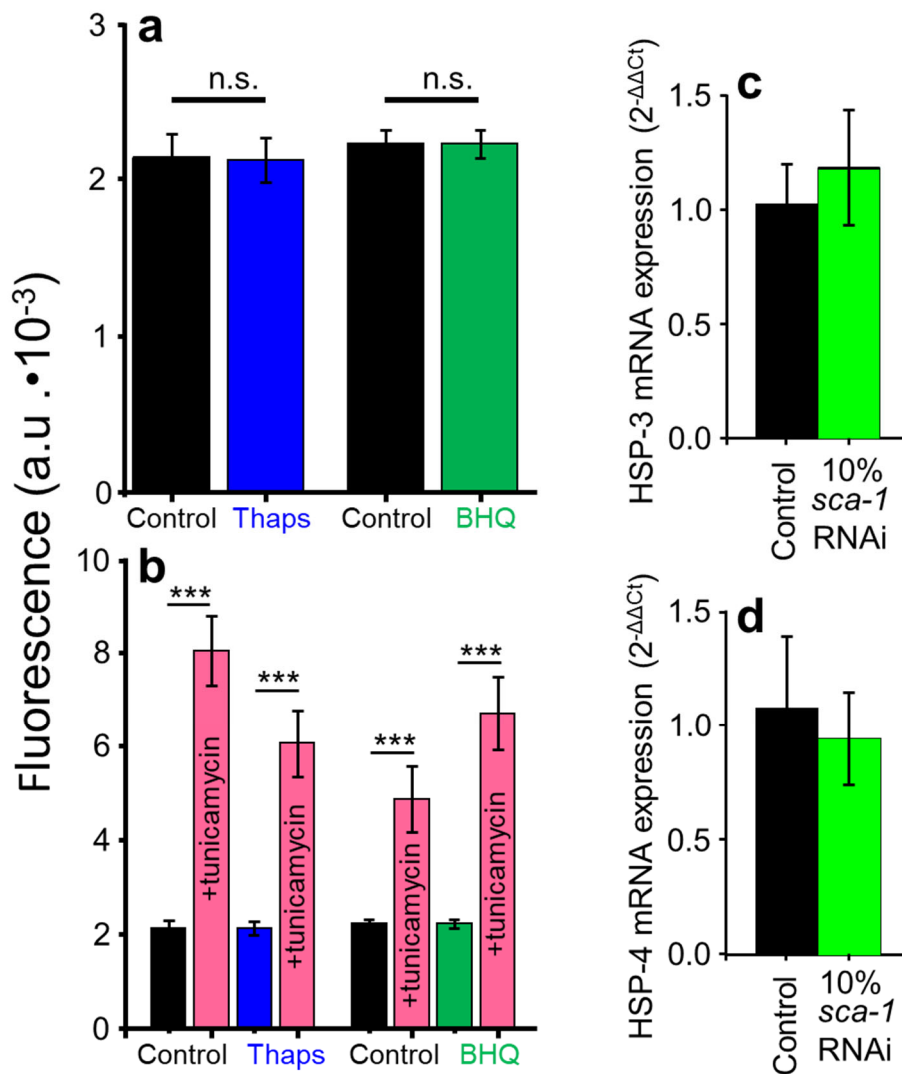 Fluorescence (a.u .•10⁻³)
a
3
2
1
0
n.s.
n.s.
Control
Thaps
Control
BHQ
b
10
8
6
4
2
0
***
***
***
***
+tunicamycin
+tunicamycin
+tunicamycin
+tunicamycin
Control
Thaps
Control
BHQ
c
HSP-3 mRNA expression (2⁻ΔΔCt)
1.5
1.0
0.5
0.0
Control
10%
sca-1
RNAi
d
HSP-4 mRNA expression (2⁻ΔΔCt)
1.5
1.0
0.5
0.0
Control
10%
sca-1
RNAi